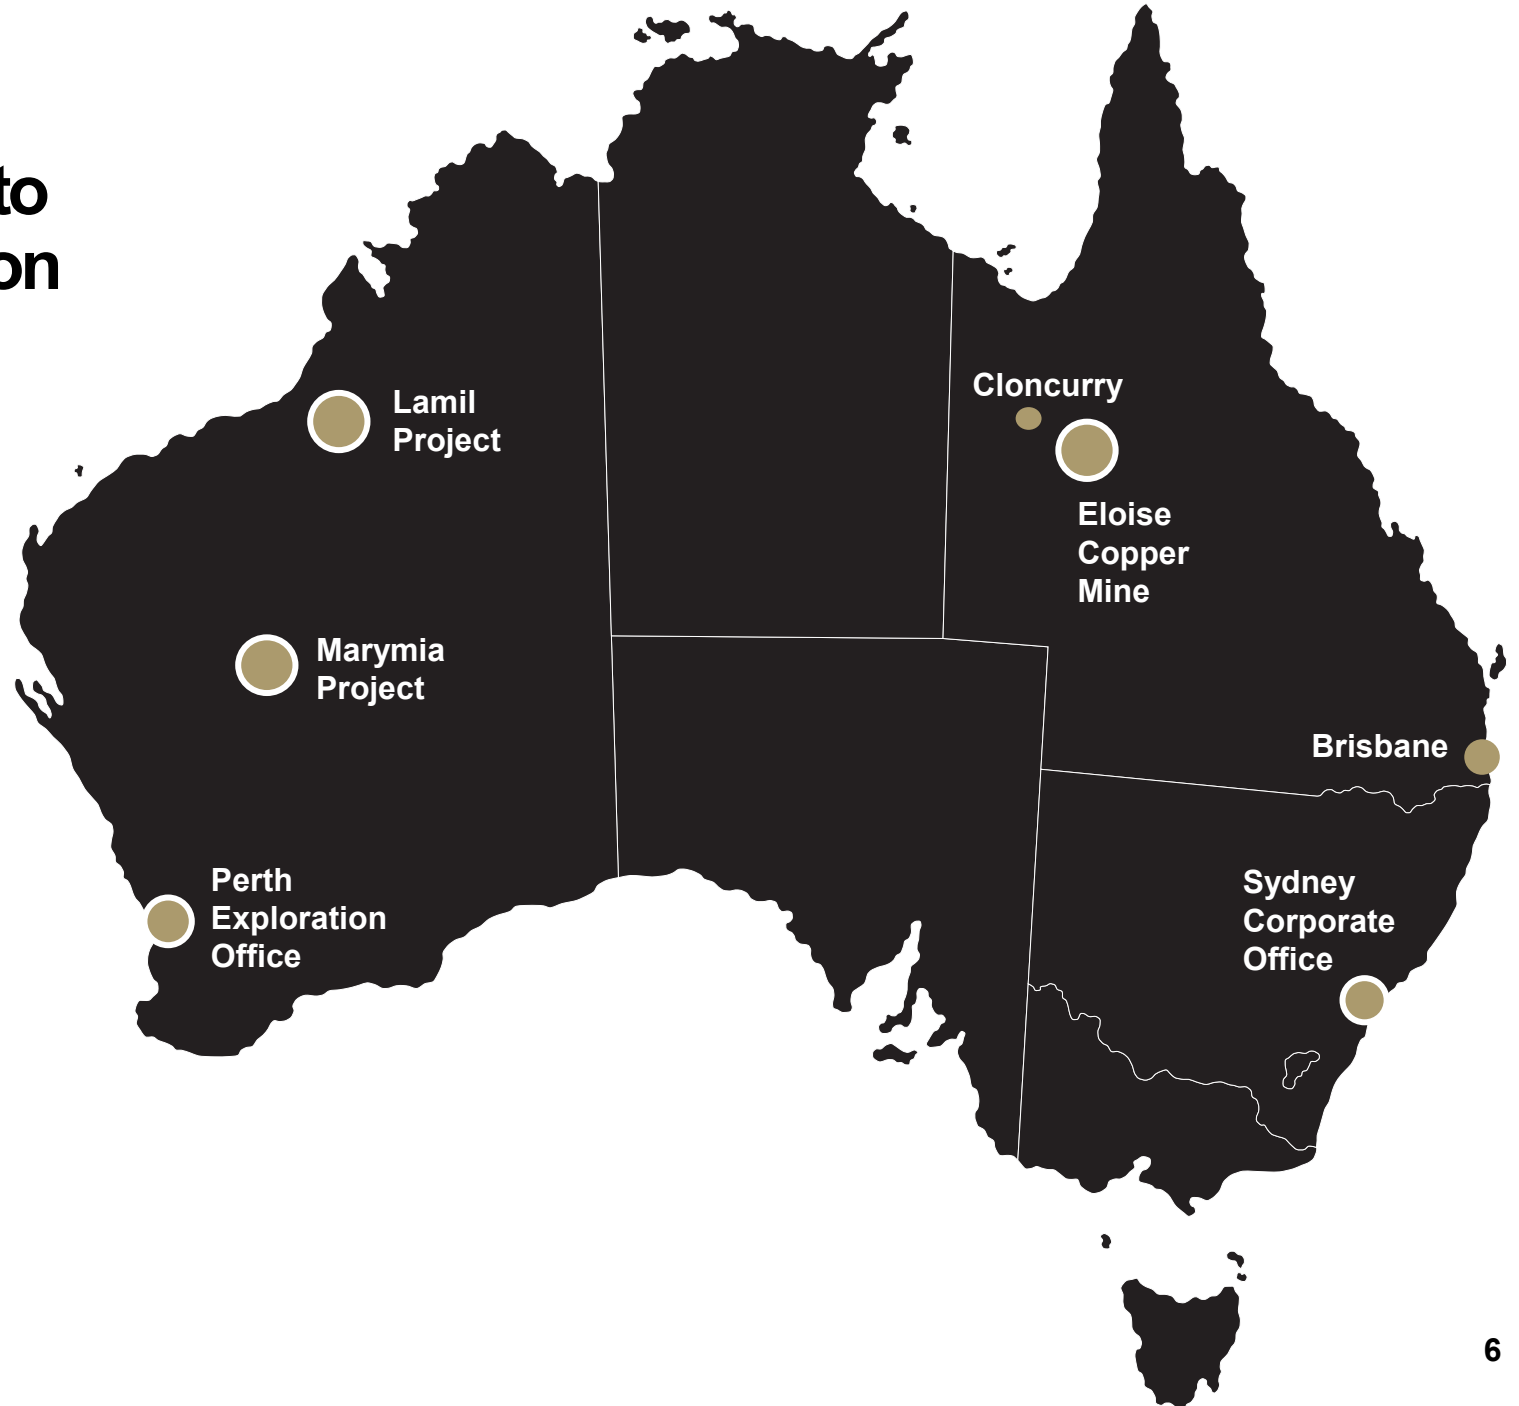 to
on
Lamil
Project
Cloncurry
Eloise
Copper
Mine
Marymia
Project
Brisbane
Perth
Exploration
Office
Sydney
Corporate
Office
6